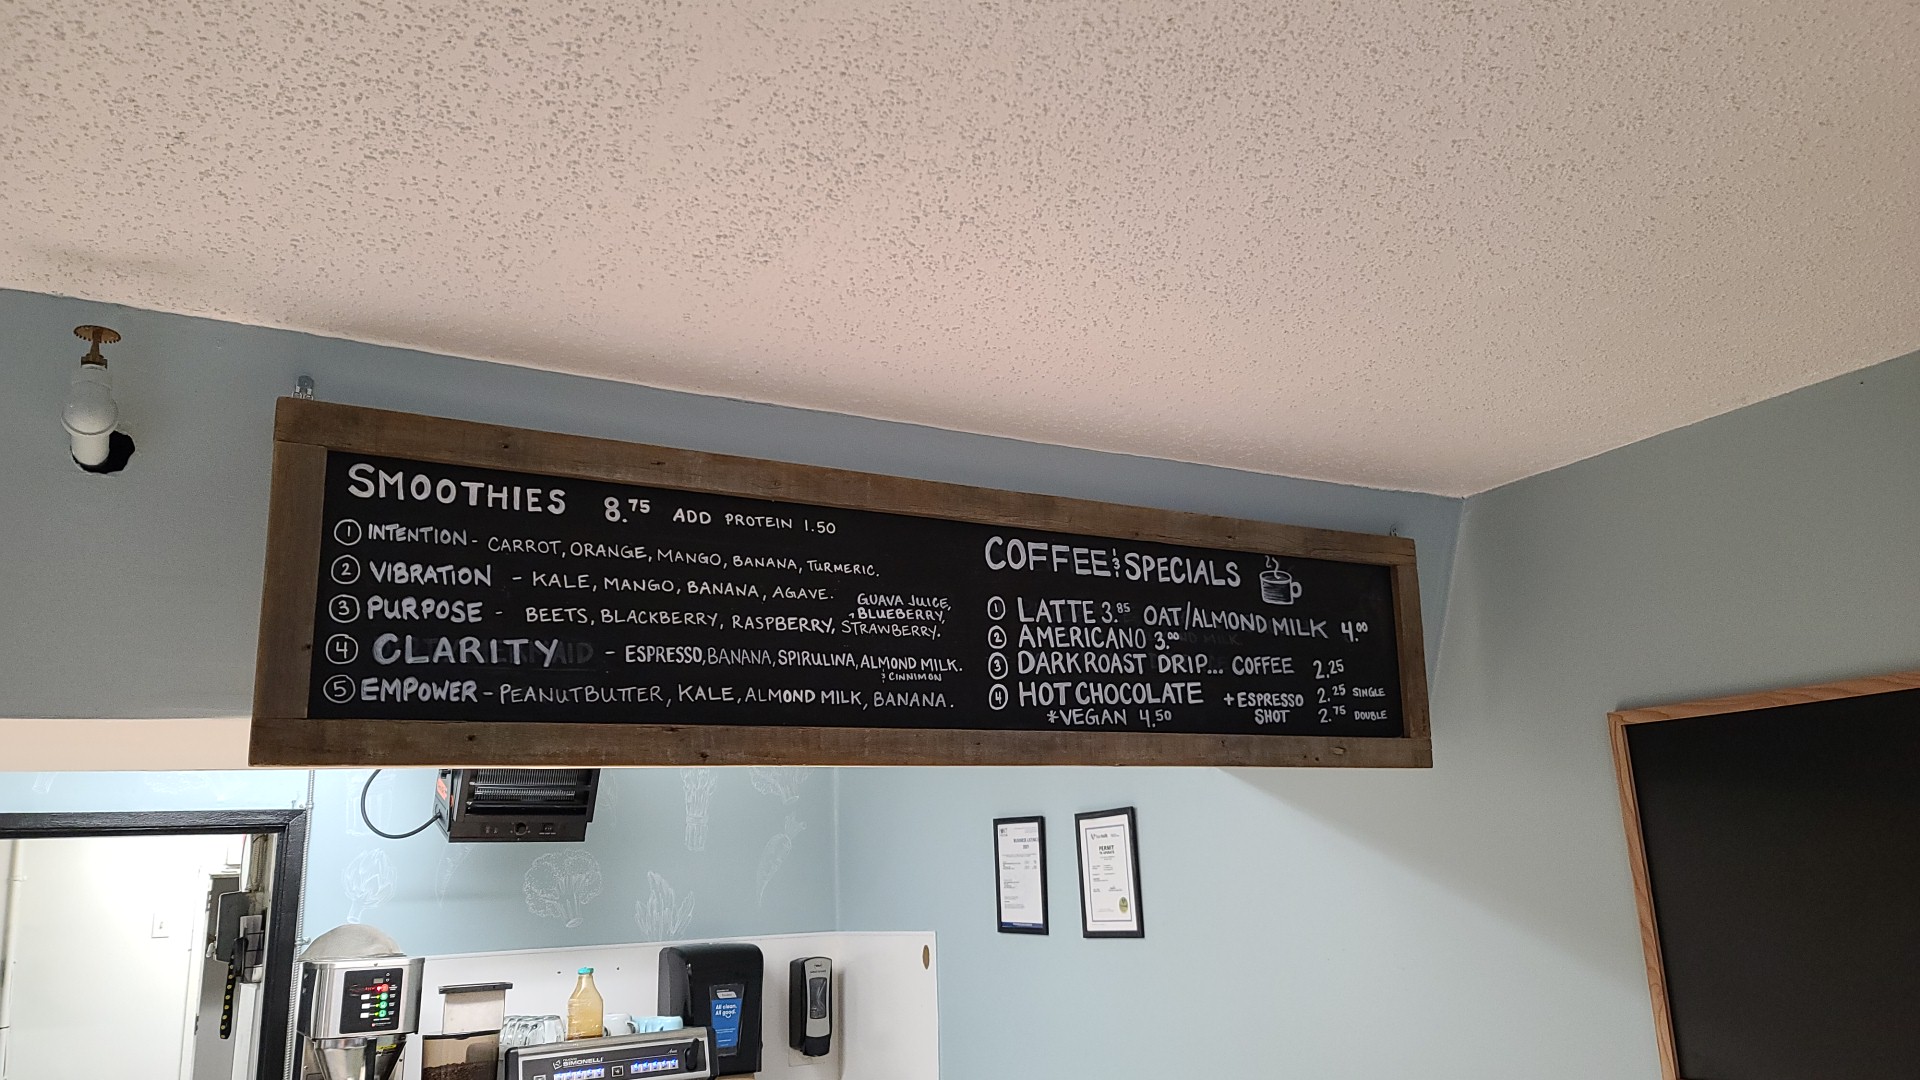 SMOOTHIES 8.75 ADD PROTEIN 1.50
1 INTENTION - CARROT, ORANGE, MANGO, BANANA, TURMERIC.
2 VIBRATION - KALE, MANGO, BANANA, AGAVE.
3 PURPOSE - BEETS, BLACKBERRY, RASPBERRY, STRAWBERRY.
GUAVA JUICE,
+BLUEBERRY,
4 CLARITY - ESPRESSO, BANANA, SPIRULINA, ALMOND MILK.
& CINNIMON
5 EMPOWER - PEANUTBUTTER, KALE, ALMOND MILK, BANANA.
COFFEE & SPECIALS
1 LATTE 3.85 OAT/ALMOND MILK 4.00
2 AMERICANO 3.00
3 DARK ROAST DRIP... COFFEE 2.25
4 HOT CHOCOLATE + ESPRESSO 2.25 SINGLE
*VEGAN 4.50 SHOT 2.75 DOUBLE
PERMIT
All clean.
All good.
SIMONELLI